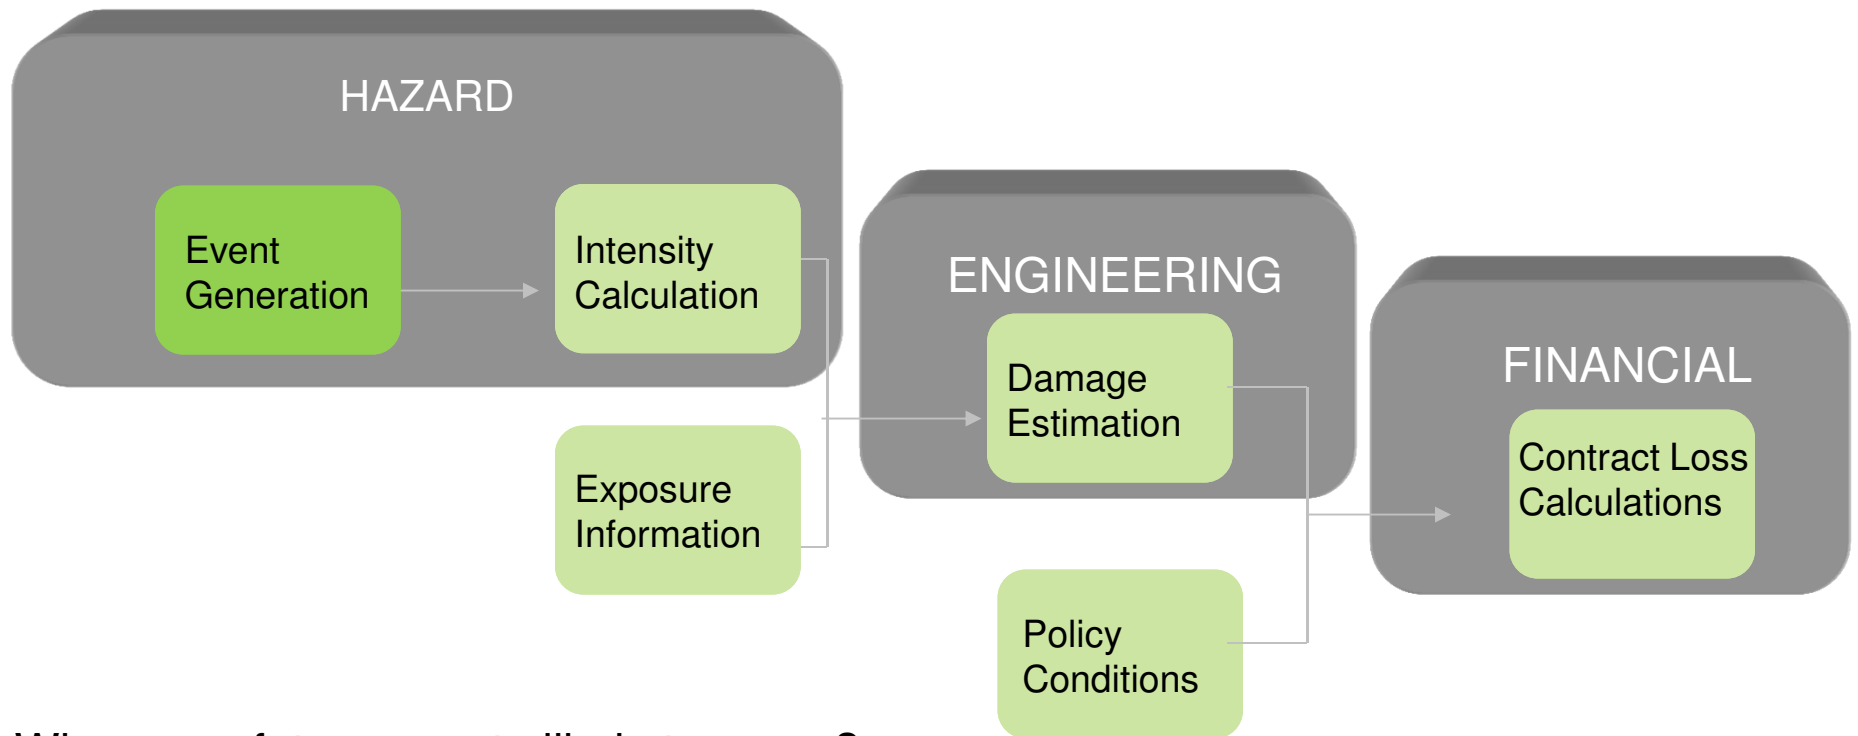 HAZARD
Event
Generation
Intensity
Calculation
Exposure
Information
ENGINEERING
Damage
Estimation
Policy
Conditions
FINANCIAL
Contract Loss
Calculations